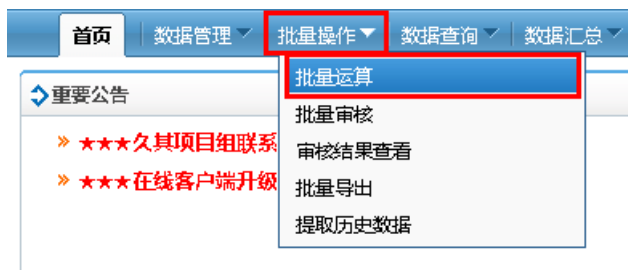 首页 数据管理 批量操作 数据查询 数据汇总
批量运算
重要公告
批量审核
★★★久其项目组联系
审核结果查看
★★★在线客户端升级
批量导出
提取历史数据